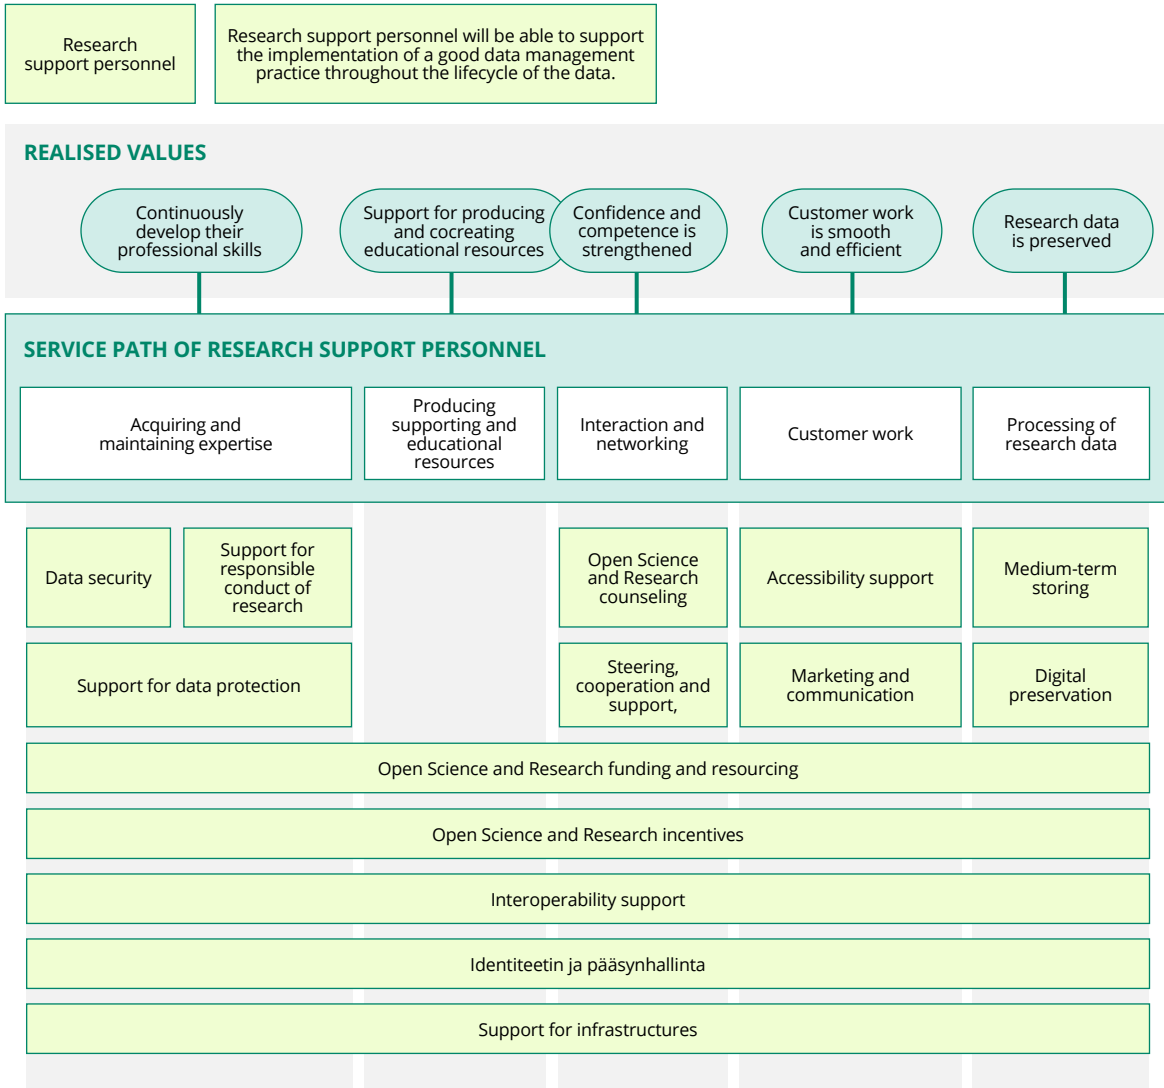 Research
support personnel
Research support personnel will be able to support
the implementation of a good data management
practice throughout the lifecycle of the data.
REALISED VALUES
Continuously
develop their
professional skills
Support for producing
and cocreating
educational resources
Confidence and
competence is
strengthened
Customer work
is smooth
and efficient
Research data
is preserved
SERVICE PATH OF RESEARCH SUPPORT PERSONNEL
Acquiring and
maintaining expertise
Producing
supporting and
educational
resources
Interaction and
networking
Customer work
Processing of
research data
Data security
Support for
responsible
conduct of
research
Open Science
and Research
counseling
Accessibility support
Medium-term
storing
Support for data protection
Steering,
cooperation and
support,
Marketing and
communication
Digital
preservation
Open Science and Research funding and resourcing
Open Science and Research incentives
Interoperability support
Identiteetin ja pääsynhallinta
Support for infrastructures